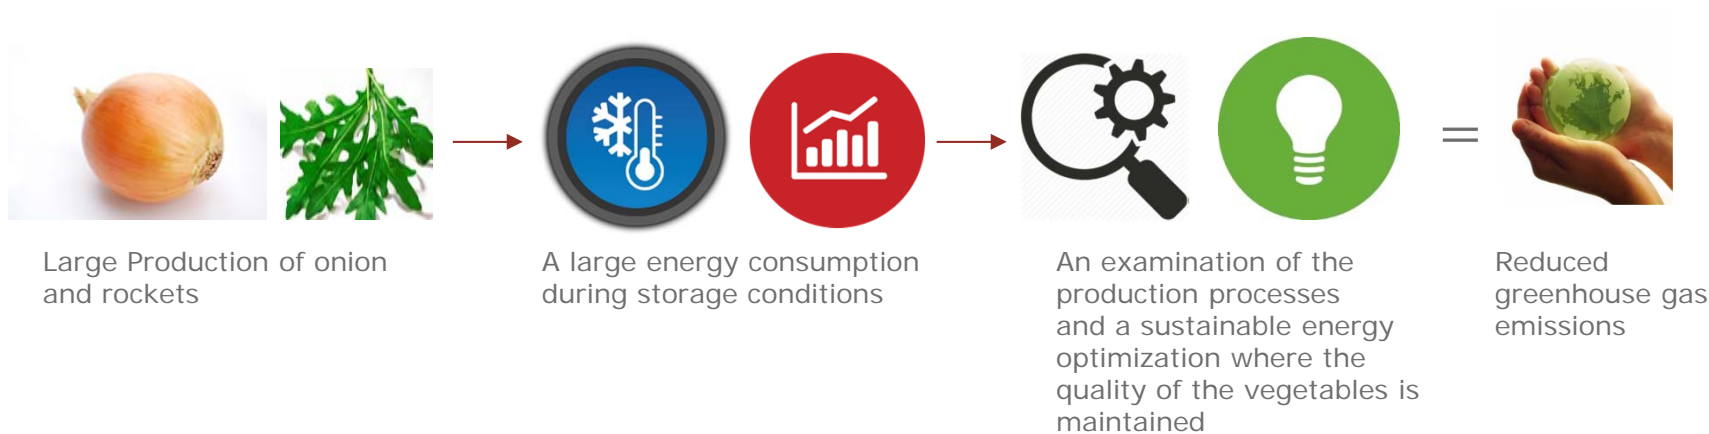 Large Production of onion
and rockets
A large energy consumption
during storage conditions
An examination of the
production processes
and a sustainable energy
optimization where the
quality of the vegetables is
maintained
=
Reduced
greenhouse gas
emissions